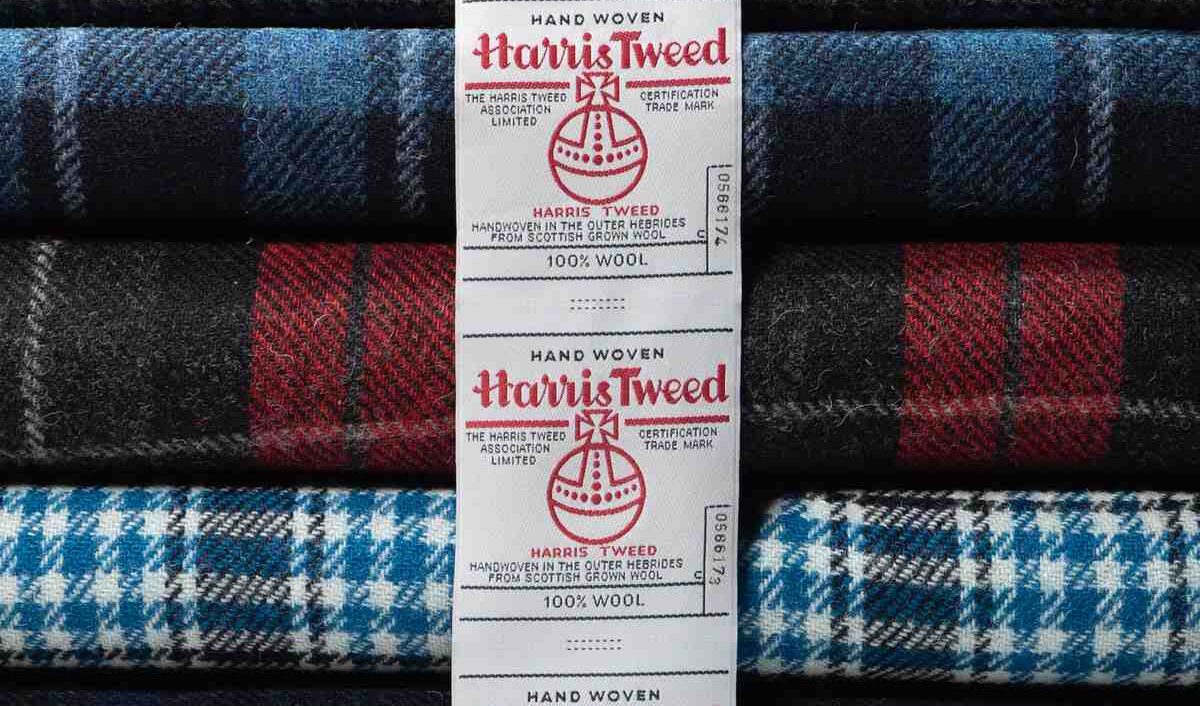 HAND WOVEN
Harris Tweed
THE HARRIS TWEED
ASSOCIATION
LIMITED
CERTIFICATION
TRADE MARK
HARRIS TWEED
HANDWOVEN IN THE OUTER HEBRIDES
FROM SCOTTISH GROWN WOOL
C
0566174
100% WOOL
HAND WOVEN
Harris Tweed
THE HARRIS TWEED
ASSOCIATION
LIMITED
CERTIFICATION
TRADE MARK
HARRIS TWEED
HANDWOVEN IN THE OUTER HEBRIDES
FROM SCOTTISH GROWN WOOL
C
0566173
100% WOOL
HAND WOVEN